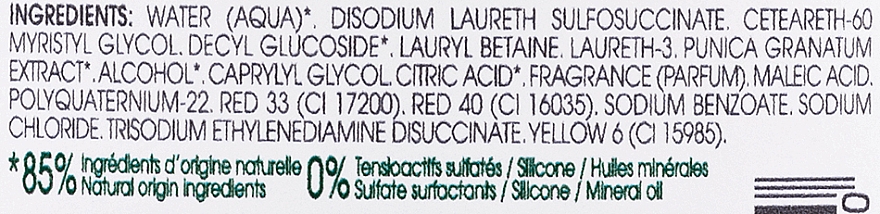 INGREDIENTS: WATER (AQUA)*. DISODIUM LAURETH SULFOSUCCINATE. CETEARETH-60
MYRISTYL GLYCOL. DECYL GLUCOSIDE*. LAURYL BETAINE. LAURETH-3. PUNICA GRANATUM
EXTRACT*. ALCOHOL*. CAPRYLYL GLYCOL. CITRIC ACID*. FRAGRANCE (PARFUM). MALEIC ACID.
POLYQUATERNIUM-22. RED 33 (CI 17200). RED 40 (CI 16035). SODIUM BENZOATE. SODIUM
CHLORIDE. TRISODIUM ETHYLENEDIAMINE DISUCCINATE. YELLOW 6 (CI 15985).
*85% Ingrédients d'origine naturelle 0% Tensioactifs sulfatés / Silicone / Huiles minérales
Natural origin ingredients Sulfate surfactants / Silicone / Mineral oil
0